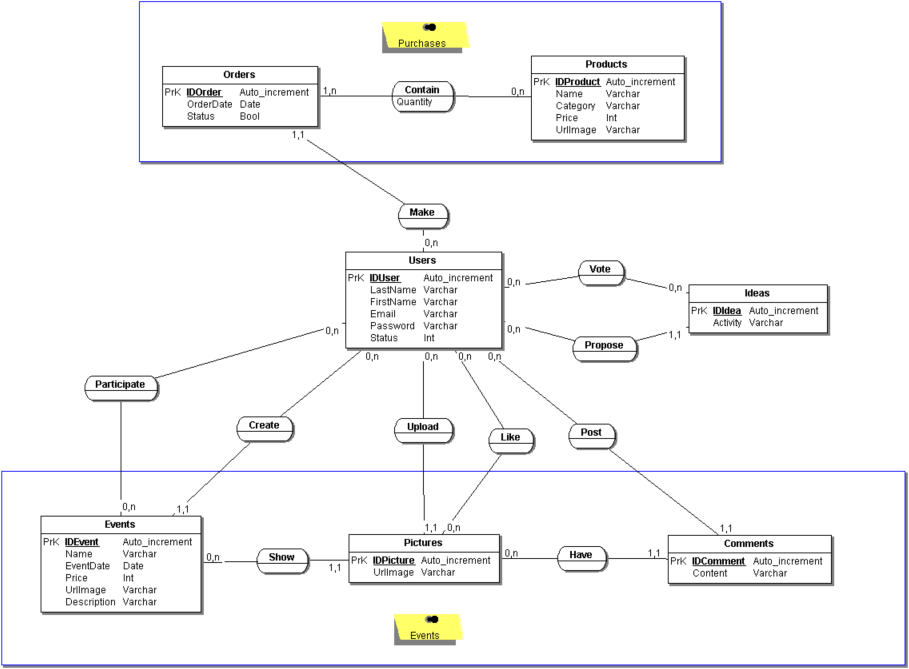 Purchases
Orders
PrK IDOrder Auto_increment
OrderDate Date
Status Bool
1,n
Contain
Quantity
0,n
Products
PrK IDProduct Auto_increment
Name Varchar
Category Varchar
Price Int
UrlImage Varchar
1,1
Make
0,n
Users
PrK IDUser Auto_increment
LastName Varchar
FirstName Varchar
Email Varchar
Password Varchar
Status Int
0,n
Vote
0,n
Ideas
PrK IDIdea Auto_increment
Activity Varchar
0,n
Propose
1,1
0,n
Participate
0,n
0,n
Create
1,1
0,n
Upload
1,1
0,n
Like
0,n
0,n
Post
1,1
Events
PrK IDEvent Auto_increment
Name Varchar
EventDate Date
Price Int
UrlImage Varchar
Description Varchar
0,n
Show
1,1
Pictures
PrK IDPicture Auto_increment
UrlImage Varchar
0,n
Have
1,1
Comments
PrK IDComment Auto_increment
Content Varchar
Events